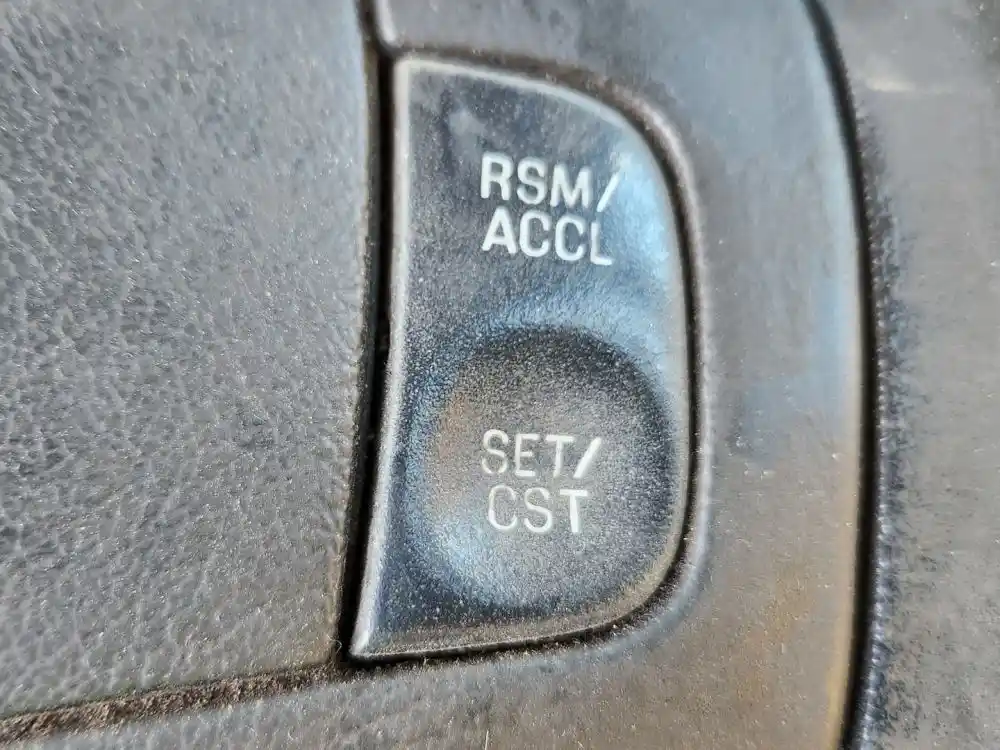 RSM/
ACCL
SET/
CST